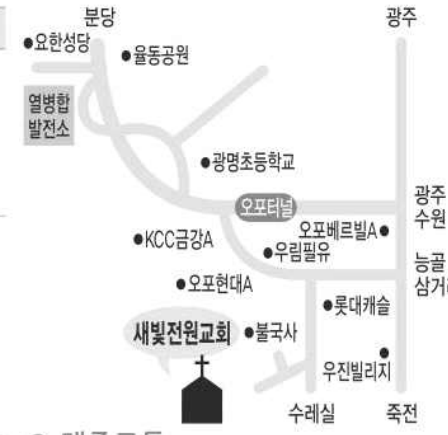 분당
광주
요한성당
율동공원
열병합
발전소
광명초등학교
광주
수원
오포터널
오포베르빌A
KCC금강A
우림필유
능골
삼거리
오포현대A
롯대캐슬
새빛전원교회
불국사
우진빌리지
수레실
죽전